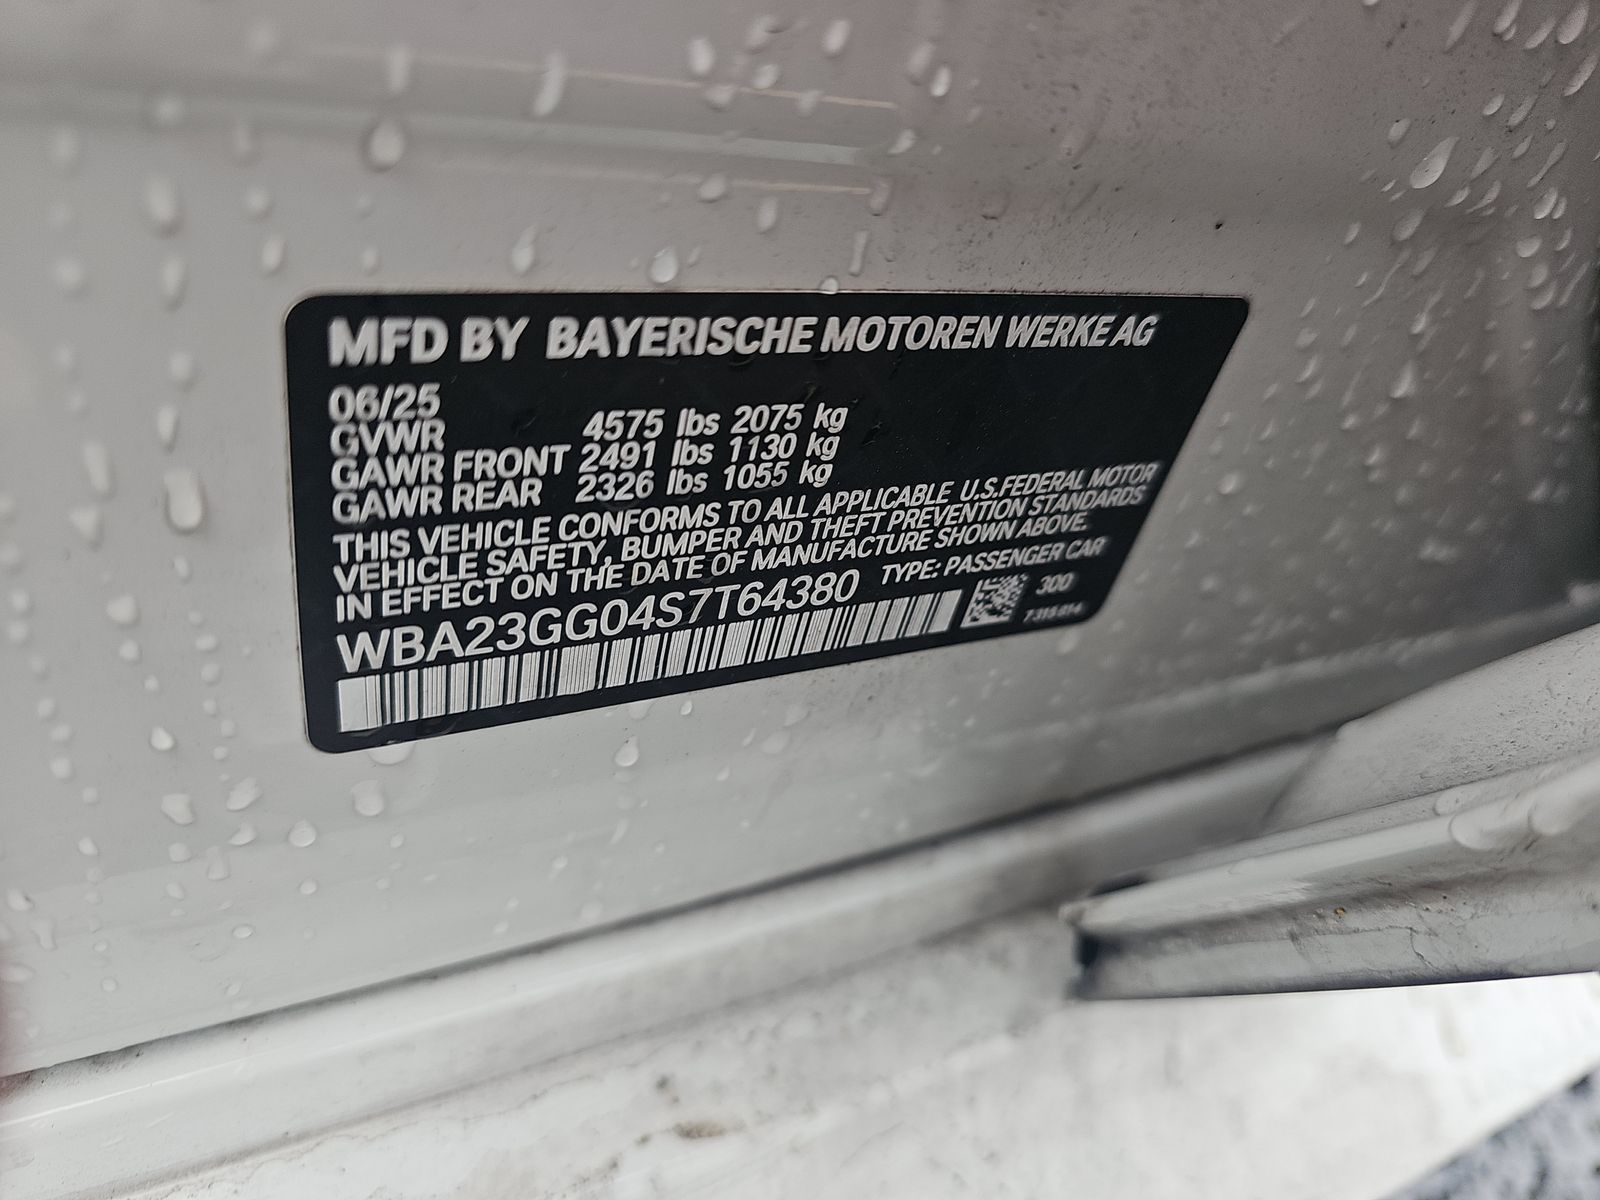 MFD BY BAYERISCHE MOTOREN WERKE AG
06/25
GVWR 4575 lbs 2075 kg
GAWR FRONT 2491 lbs 1130 kg
GAWR REAR 2326 lbs 1055 kg
THIS VEHICLE CONFORMS TO ALL APPLICABLE U.S.FEDERAL MOTOR
VEHICLE SAFETY, BUMPER AND THEFT PREVENTION STANDARDS
IN EFFECT ON THE DATE OF MANUFACTURE SHOWN ABOVE.
WBA23GG04S7T64380 TYPE: PASSENGER CAR
300